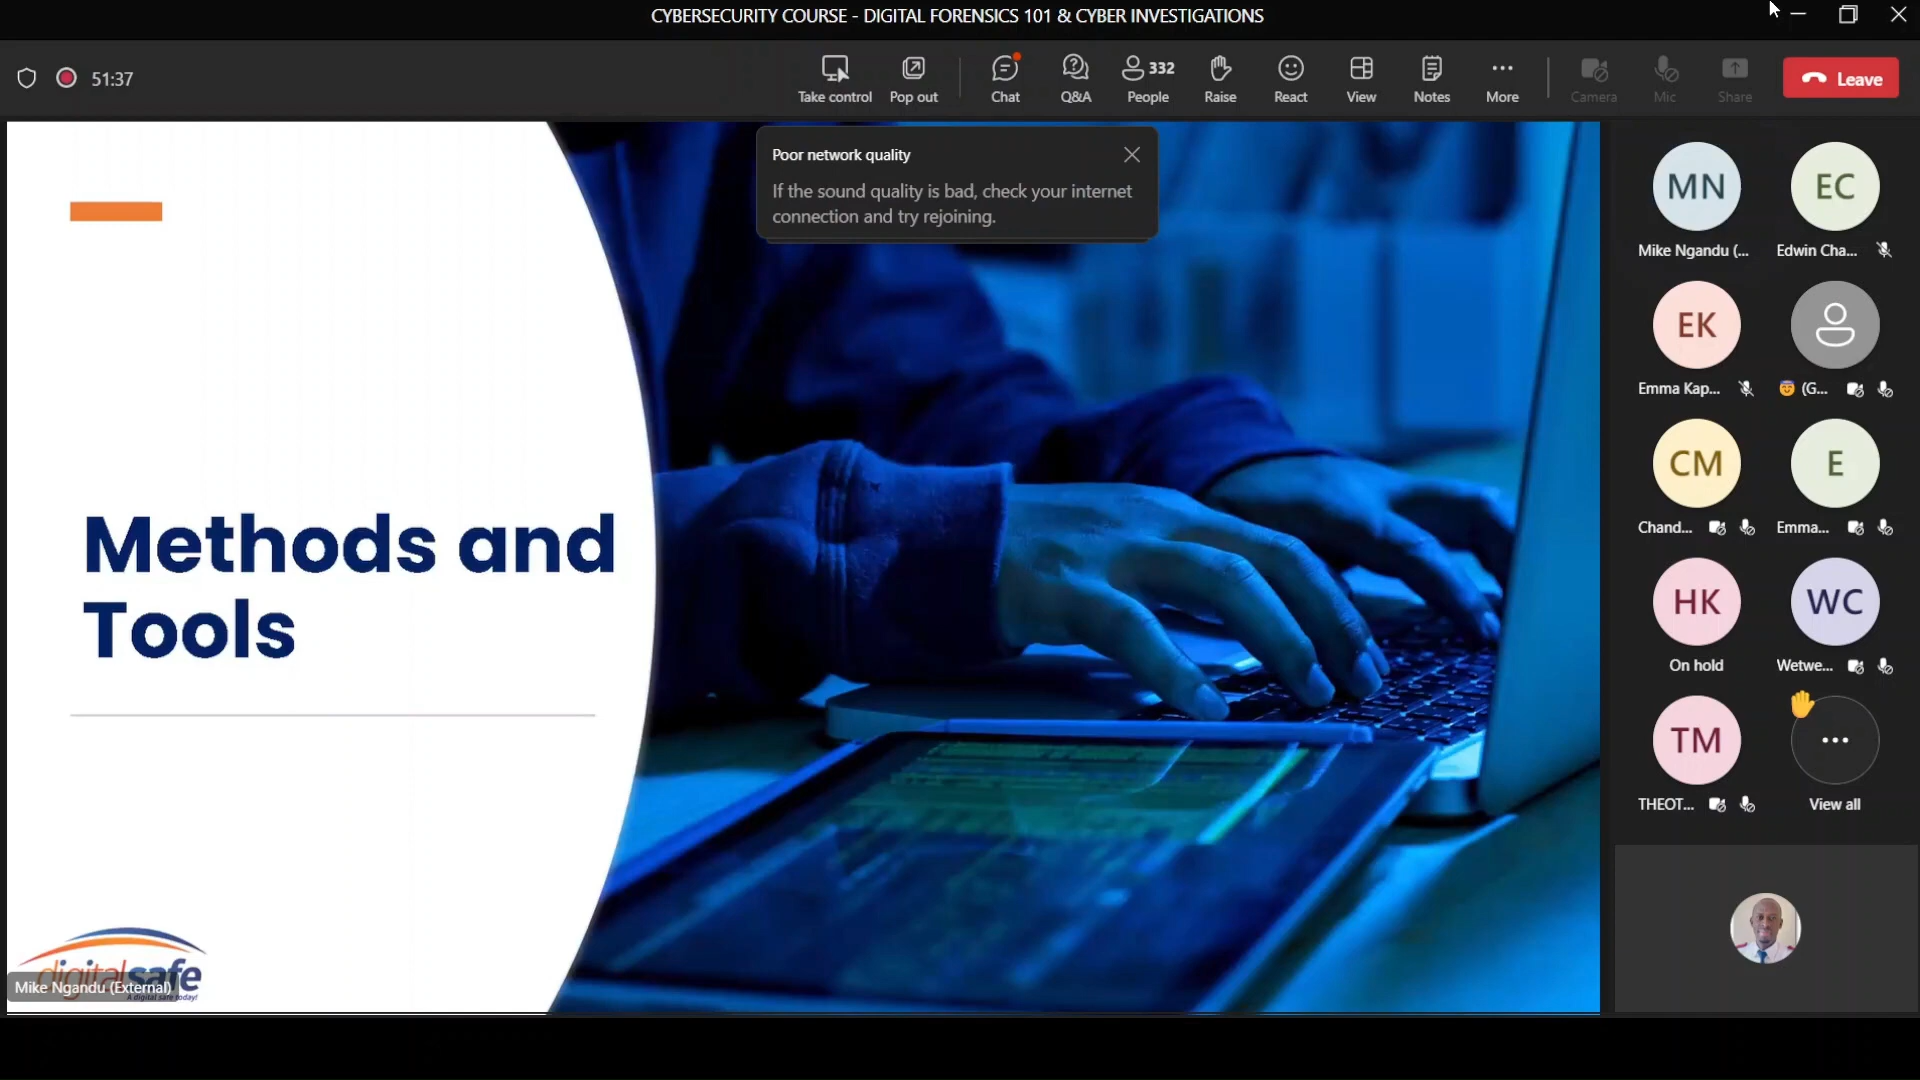 CYBERSECURITY COURSE - DIGITAL FORENSICS 101 & CYBER INVESTIGATIONS
51:37
Take control
Pop out
Chat
Q&A
332
People
Raise
React
View
Notes
More
Camera
Mic
Share
Leave
Poor network quality
If the sound quality is bad, check your internet
connection and try rejoining.
Methods and
Tools
digitalsafe
A digital safe today!
Mike Ngandu (External)
MN
EC
Mike Ngandu (...
Edwin Cha...
EK
Emma Kap...
(G...
CM
E
Chand...
Emma...
HK
WC
On hold
Wetwe...
TM
...
THEOT...
View all